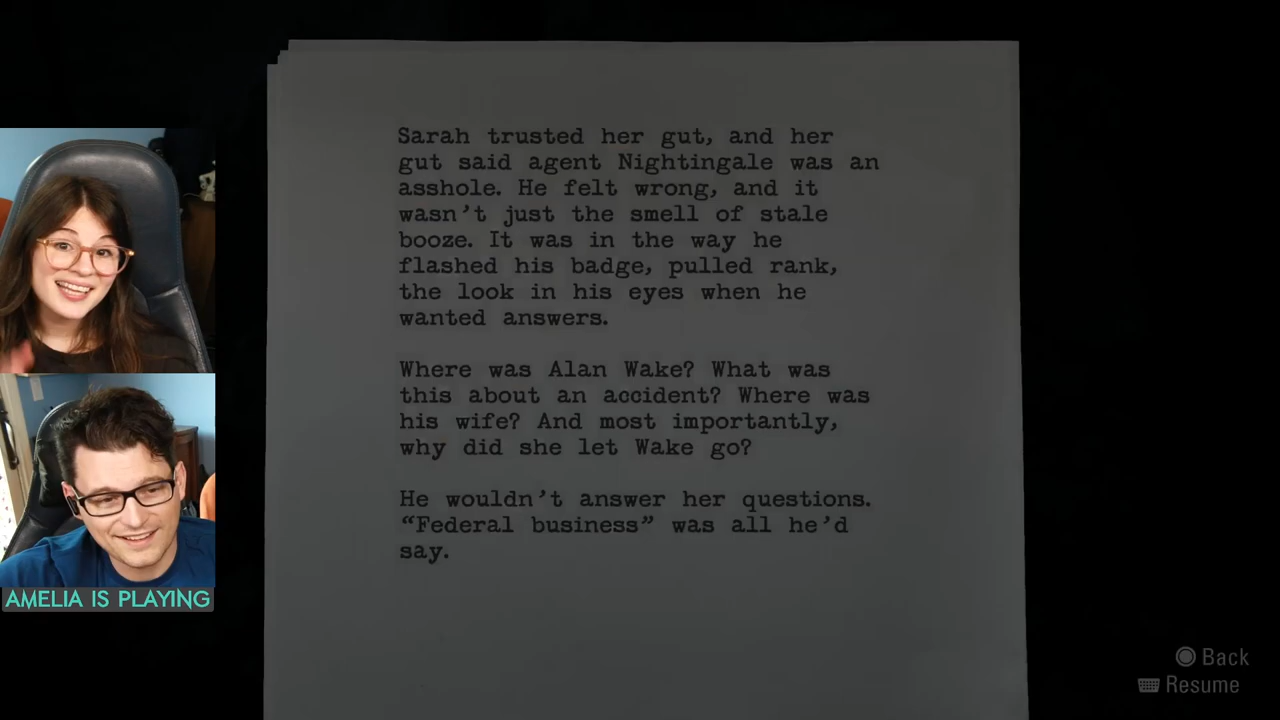 Sarah trusted her gut, and her
gut said agent Nightingale was an
asshole. He felt wrong, and it
wasn't just the smell of stale
booze. It was in the way he
flashed his badge, pulled rank,
the look in his eyes when he
wanted answers.
Where was Alan Wake? What was
this about an accident? Where was
his wife? And most importantly,
why did she let Wake go?
He wouldn't answer her questions.
“Federal business” was all he'd
say.
AMELIA IS PLAYING
Back
Resume